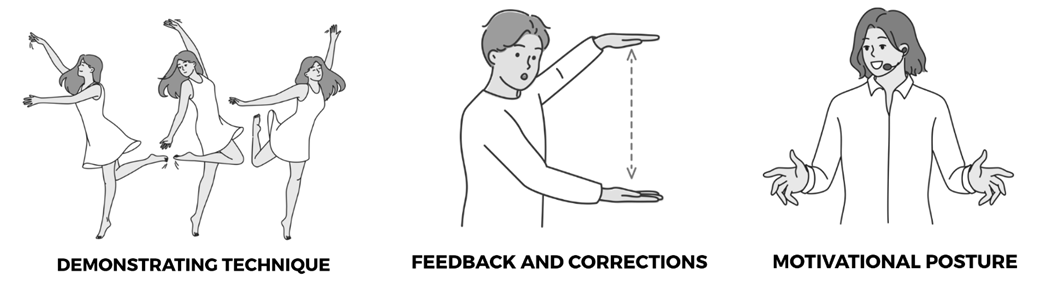 DEMONSTRATING TECHNIQUE
FEEDBACK AND CORRECTIONS
MOTIVATIONAL POSTURE